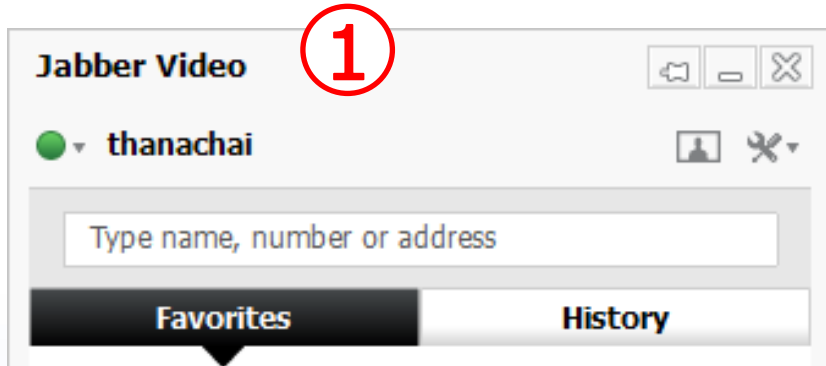 Jabber Video
①
thanachai
Type name, number or address
Favorites
History